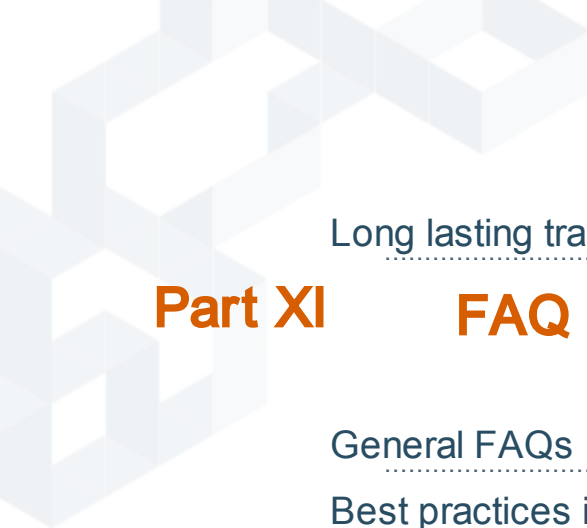 Long lasting
Part XI FAQ
General FAQs
Best practices